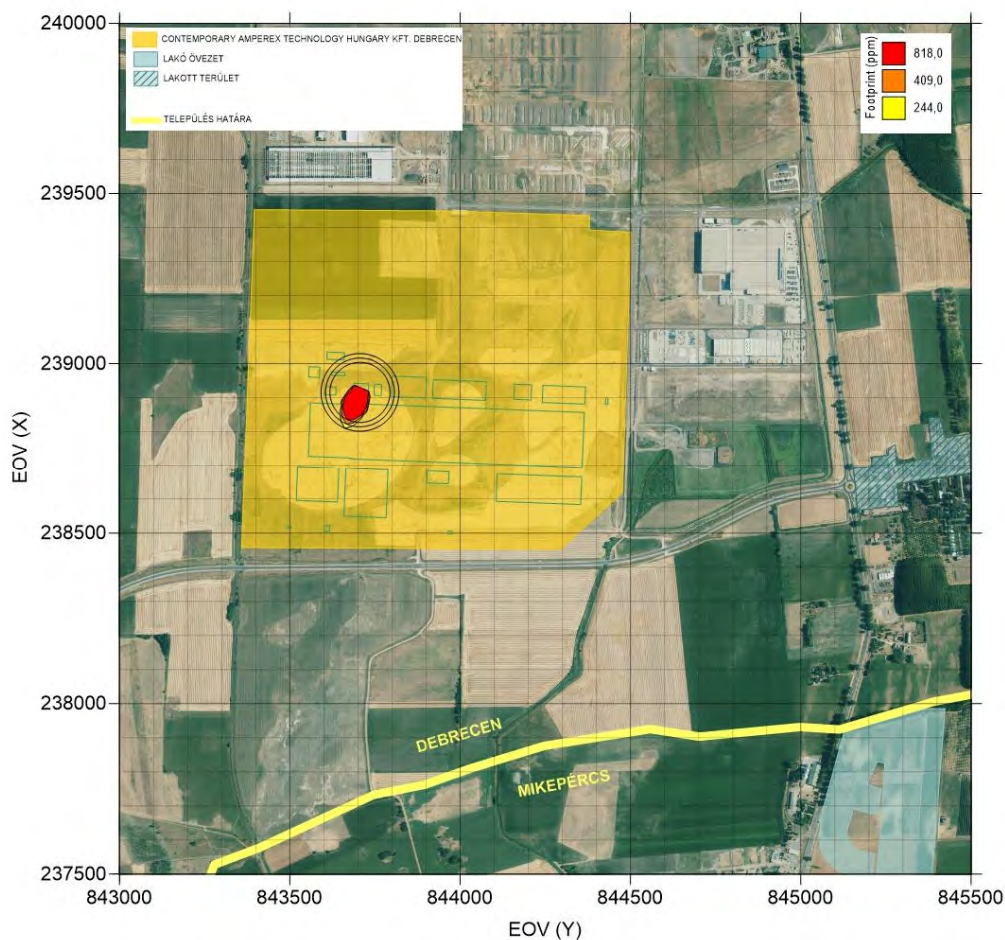 CONTEMPORARY AMPEREX TECHNOLOGY HUNGARY KFT. DEBRECEN
LAKÓ ÖVEZET
LAKOTT TERÜLET
TELEPÜLÉS HATÁRA
Footprint (ppm)
818,0
409,0
244,0
240000
239500
239000
238500
238000
237500
EOV (X)
DEBRECEN
MIKEPÉRCS
843000
843500
844000
844500
845000
845500
EOV (Y)